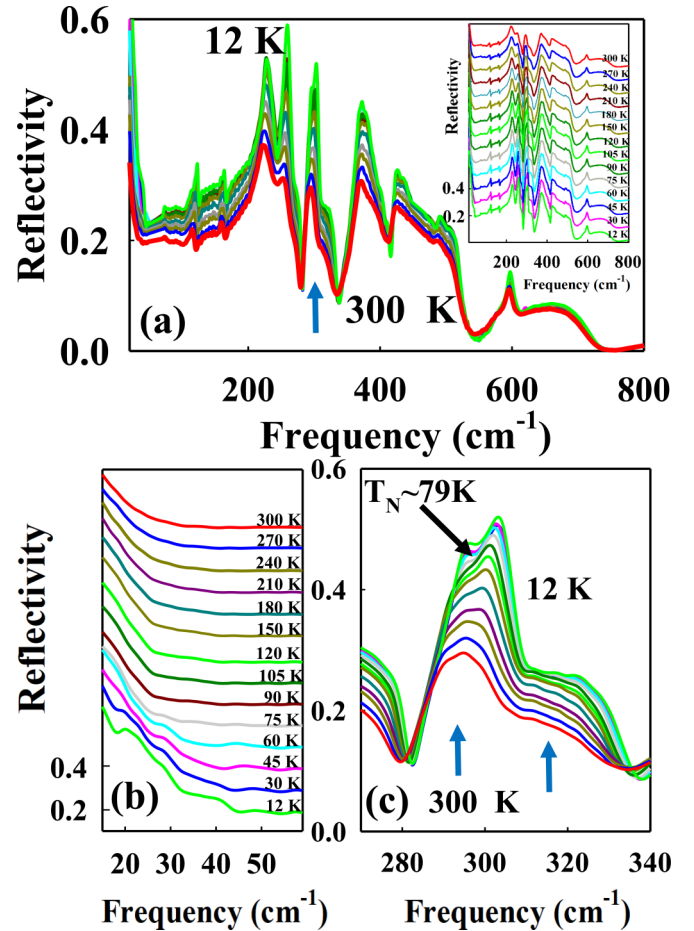 0.6
0.4
0.2
0.0
Reflectivity
12 K
300 K
(a)
200 400 600 800
Frequency (cm-1)
Reflectivity
0.4
0.2
300 K
270 K
240 K
210 K
180 K
150 K
120 K
105 K
90 K
75 K
60 K
45 K
30 K
12 K
200 400 600 800
Frequency (cm-1)
Reflectivity
0.4
0.2
300 K
270 K
240 K
210 K
180 K
150 K
120 K
105 K
90 K
75 K
60 K
45 K
30 K
12 K
(b)
20 30 40 50
Frequency (cm-1)
0.6
0.4
0.2
0.0
TN~79K
12 K
300 K
(c)
280 300 320 340
Frequency (cm-1)